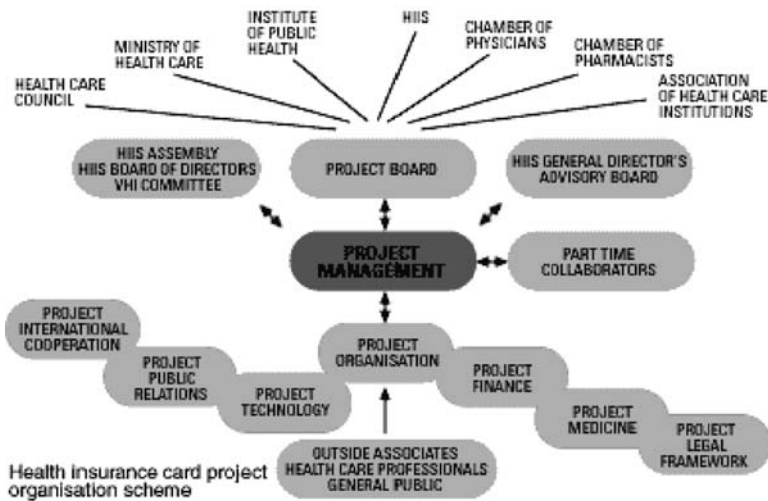 INSTITUTE
OF PUBLIC
HEALTH
HIIS
CHAMBER OF
PHYSICIANS
MINISTRY OF
HEALTH CARE
CHAMBER OF
PHARMACISTS
HEALTH CARE
COUNCIL
ASSOCIATION
OF HEALTH CARE
INSTITUTIONS
HIIS ASSEMBLY
HIIS BOARD OF DIRECTORS
VHI COMMITTEE
PROJECT BOARD
HIIS GENERAL DIRECTOR'S
ADVISORY BOARD
PROJECT
MANAGEMENT
PART TIME
COLLABORATORS
PROJECT
INTERNATIONAL
COOPERATION
PROJECT
PUBLIC
RELATIONS
PROJECT
TECHNOLOGY
PROJECT
ORGANISATION
PROJECT
FINANCE
PROJECT
MEDICINE
PROJECT
LEGAL
FRAMEWORK
OUTSIDE ASSOCIATES
HEALTH CARE PROFESSIONALS
GENERAL PUBLIC
Health insurance card project
organisation scheme